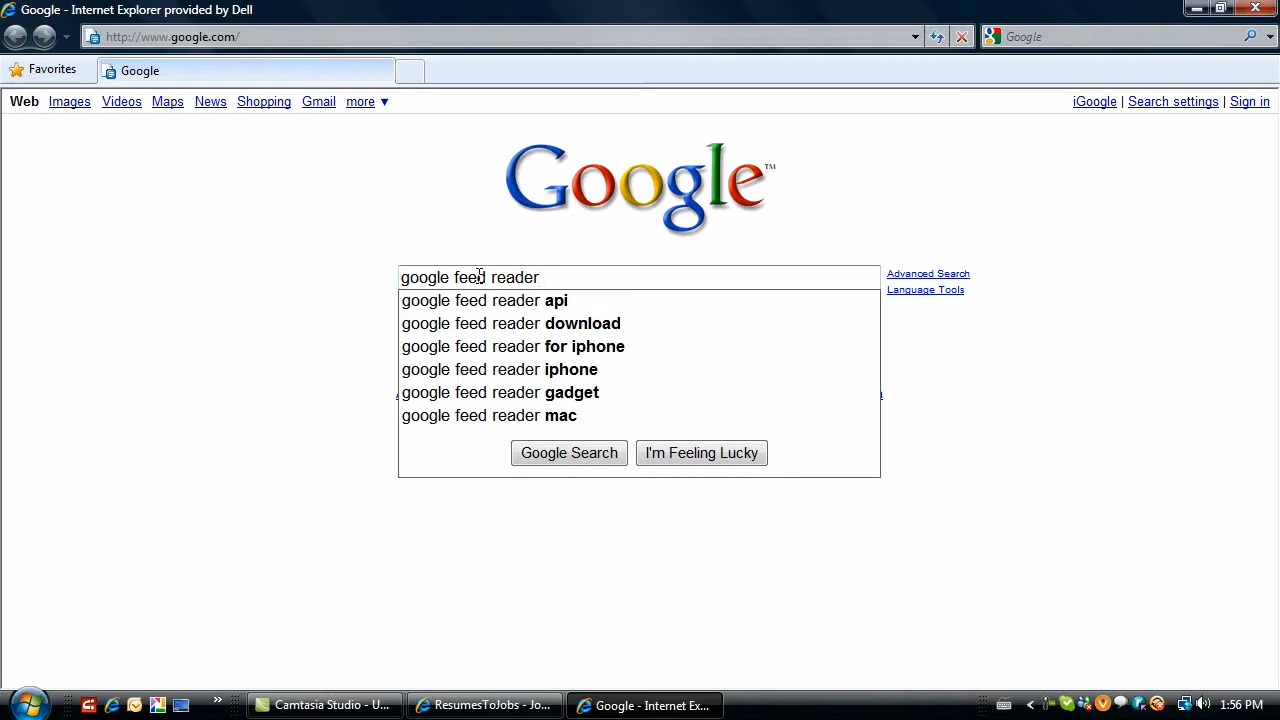 Google - Internet Explorer provided by Dell
http://www.google.com/
Google
Favorites
Google
Web Images Videos Maps News Shopping Gmail more ▼
iGoogle | Search settings | Sign in
Google™
google feed reader
Advanced Search
Language Tools
google feed reader api
google feed reader download
google feed reader for iphone
google feed reader iphone
google feed reader gadget
google feed reader mac
Google Search I'm Feeling Lucky
Camtasia Studio - U...
ResumesToJobs - Jo...
Google - Internet Ex...
1:56 PM